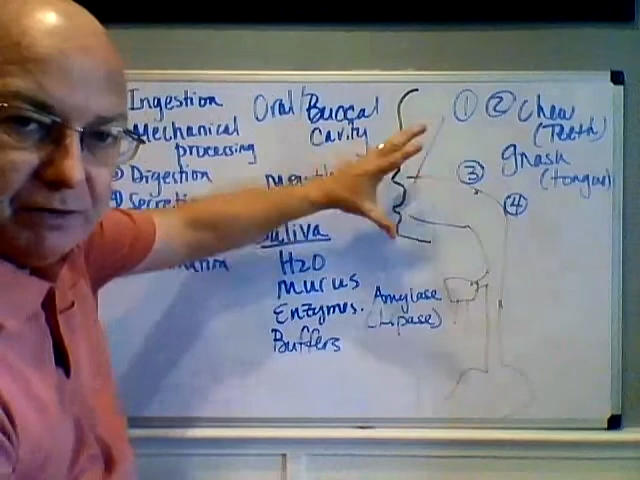 Ingestion
Mechanical
processing
Digestion
Secreti
Oral/Buccal
Cavity
Saliva
H2O
Mucus
Enzymes.
Buffers
Amylase
(Lipase)
① ② Chew
(Teeth)
gnash
(tongue)
③
④